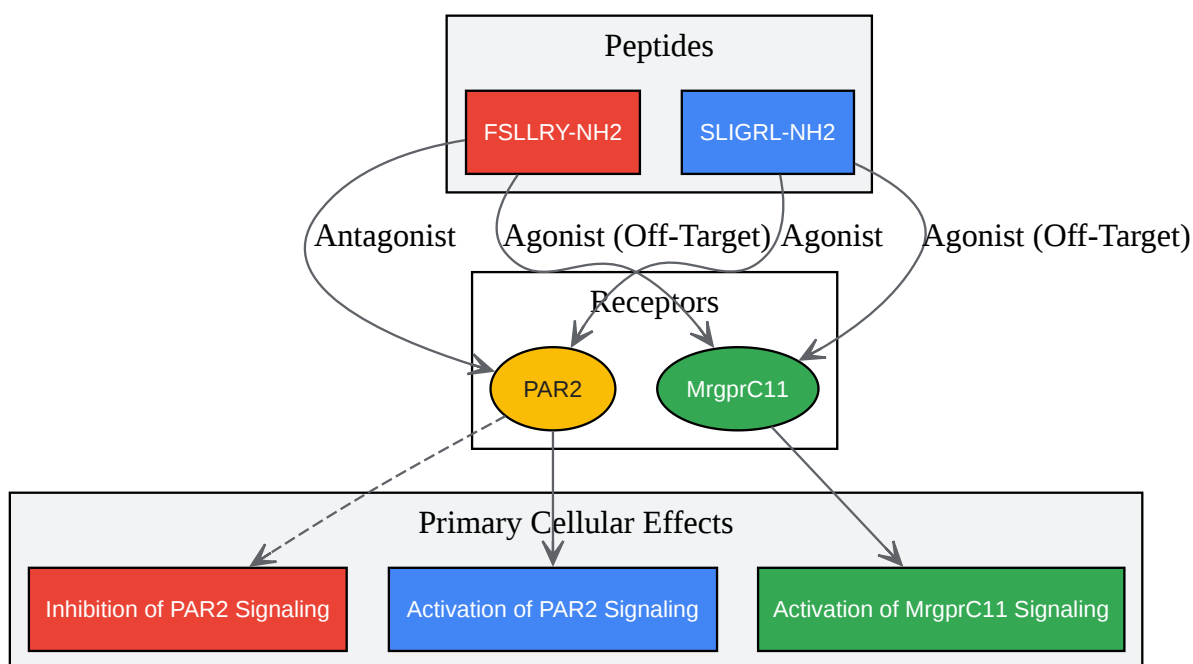 Peptides
FSLLRY-NH2
SLIGRL-NH2
Antagonist
Agonist (Off-Target)
Agonist
Agonist (Off-Target)
Receptors
PAR2
MrgprC11
Primary Cellular Effects
Inhibition of PAR2 Signaling
Activation of PAR2 Signaling
Activation of MrgprC11 Signaling